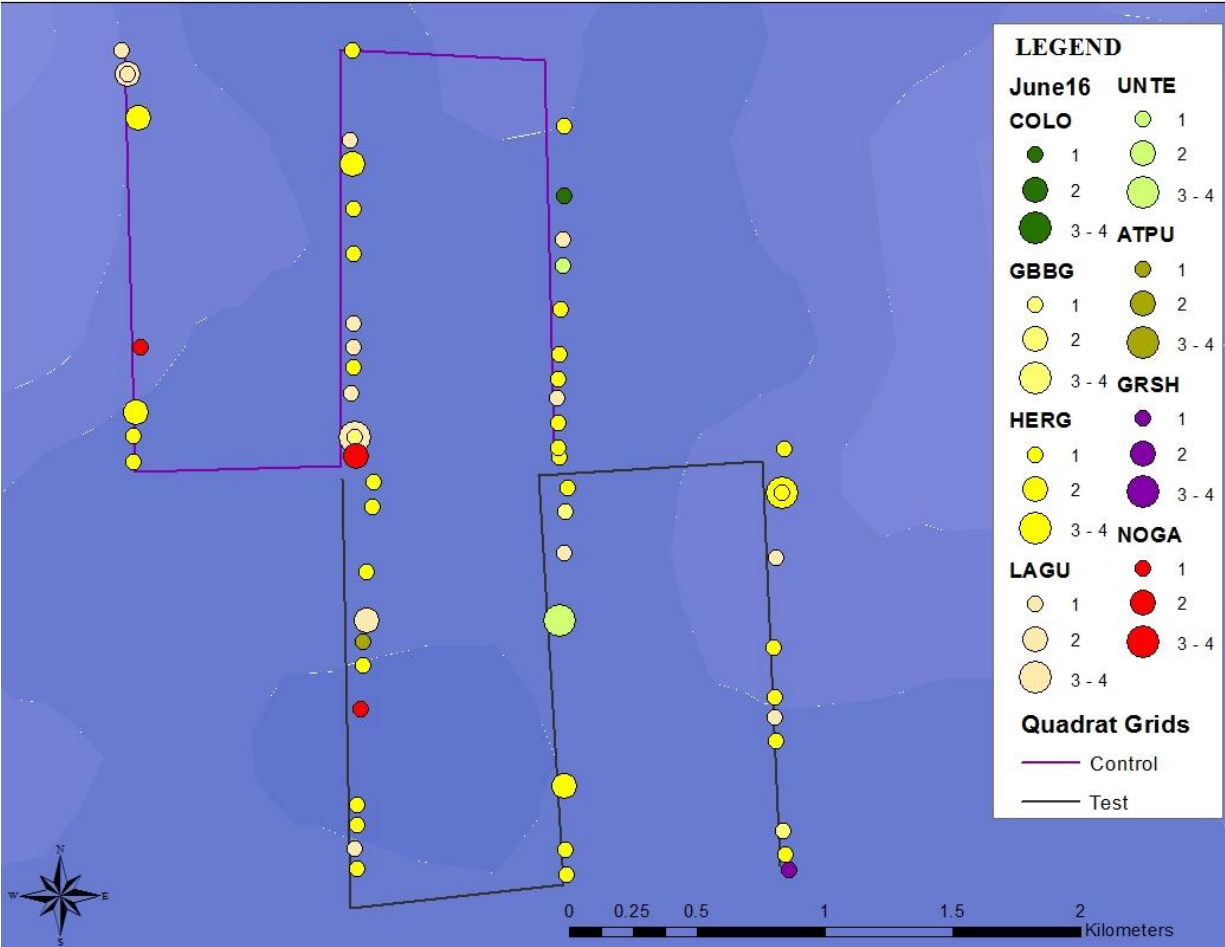 LEGEND
June16
COLO
1
2
3 - 4
GBBG
1
2
3 - 4
HERG
1
2
3 - 4
LAGU
1
2
3 - 4
UNTE
1
2
3 - 4
ATPU
1
2
3 - 4
GRSH
1
2
3 - 4
NOGA
1
2
3 - 4
Quadrat Grids
Control
Test
N
W
E
S
0 0.25 0.5 1 1.5 2
Kilometers